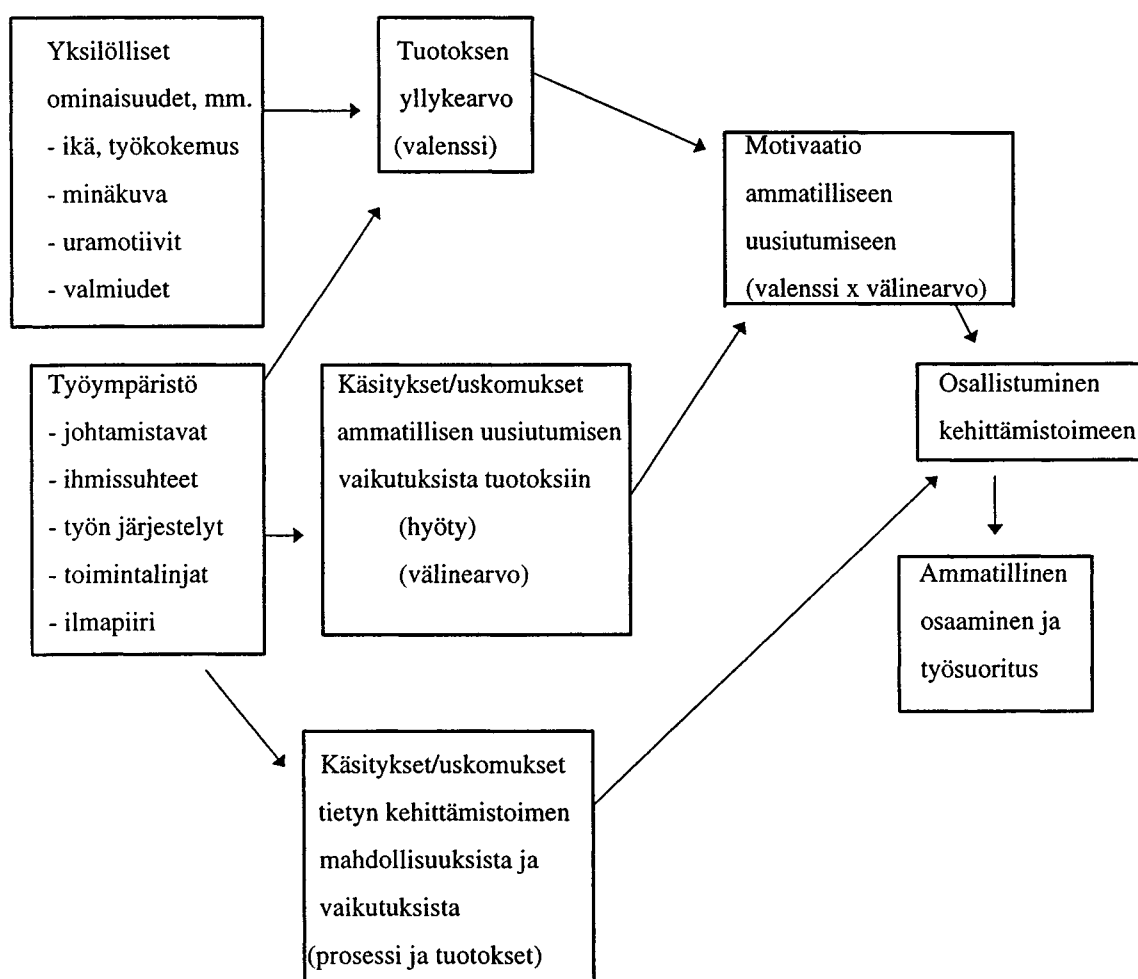 Yksilölliset
ominaisuudet, mm.
- ikä, työkokemus
- minäkuva
- uramotiivit
- valmiudet
Tuotoksen
yllykearvo
(valenssi)
Motivaatio
ammatilliseen
uusiutumiseen
(valenssi x välinearvo)
Työympäristö
- johtamistavat
- ihmissuhteet
- työn järjestelyt
- toimintalinjat
- ilmapiiri
Käsitykset/uskomukset
ammatillisen uusiutumisen
vaikutuksista tuotoksiin
(hyöty)
(välinearvo)
Osallistuminen
kehittämistoimeen
Ammatillinen
osaaminen ja
työsuoritus
Käsitykset/uskomukset
tietyn kehittämistoimen
mahdollisuuksista ja
vaikutuksista
(prosessi ja tuotokset)